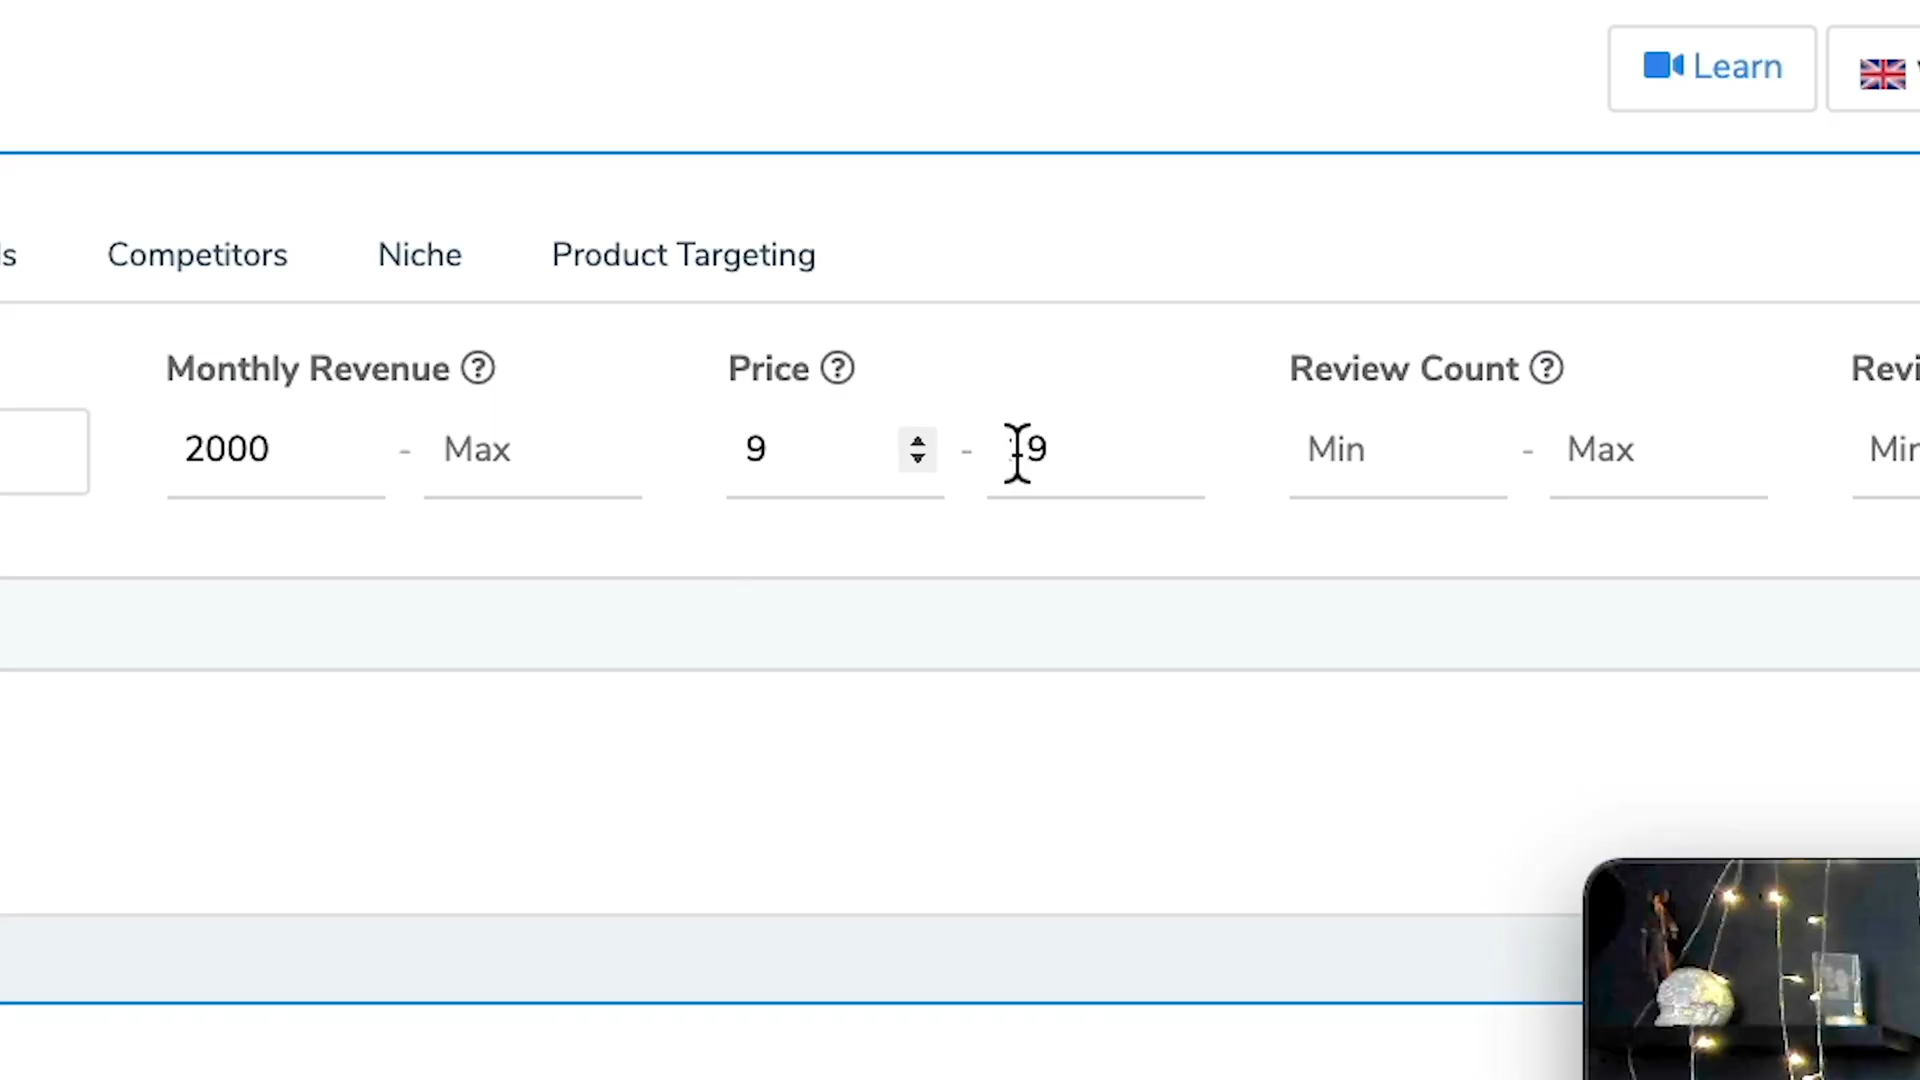 Learn
Competitors Niche Product Targeting
Monthly Revenue ? Price ? Review Count ?
2000 - Max 9 - Min - Max